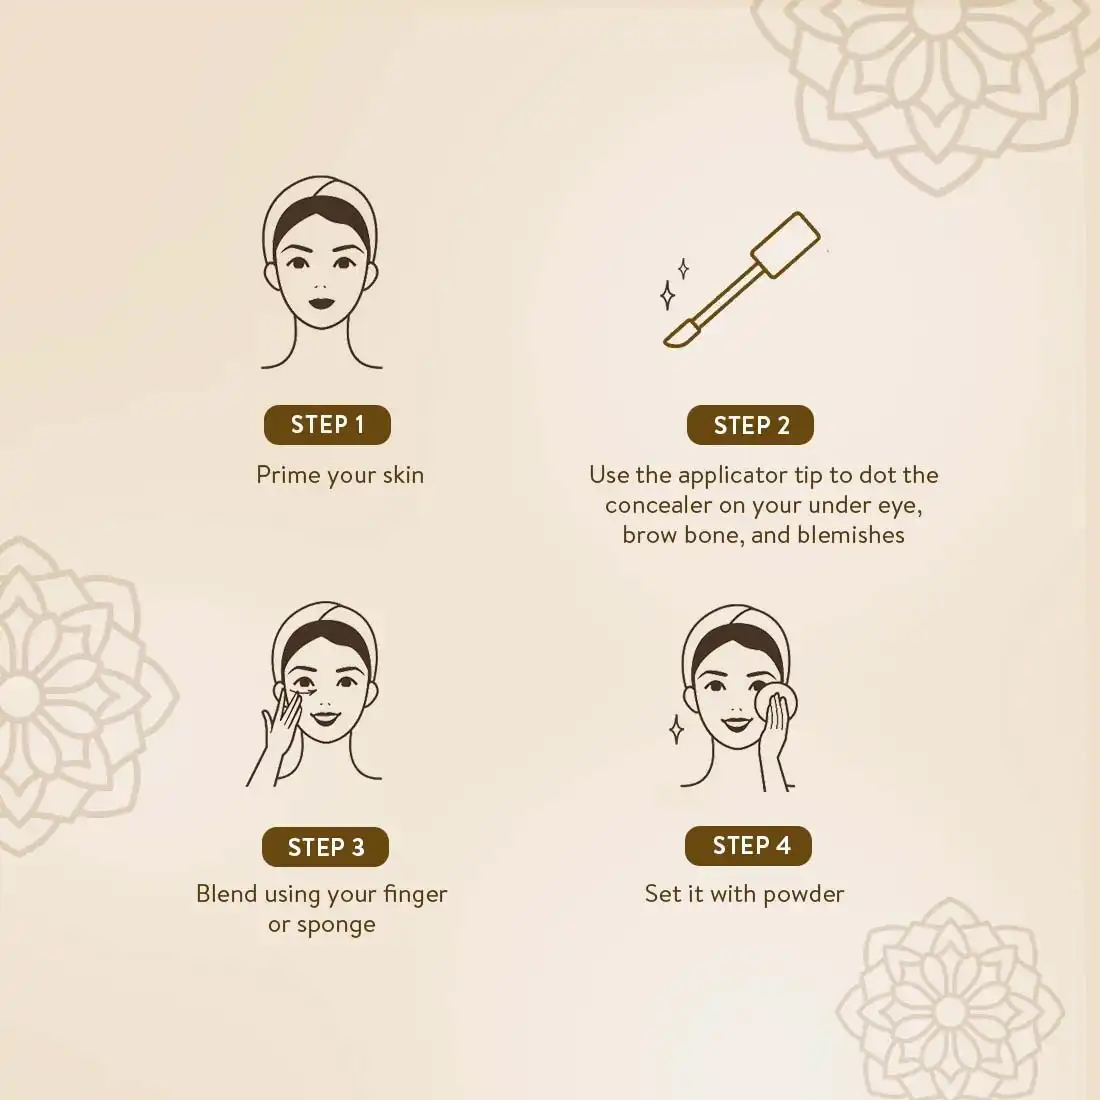 STEP 1
Prime your skin
STEP 2
Use the applicator tip to dot the
concealer on your under eye,
brow bone, and blemishes
STEP 3
Blend using your finger
or sponge
STEP 4
Set it with powder